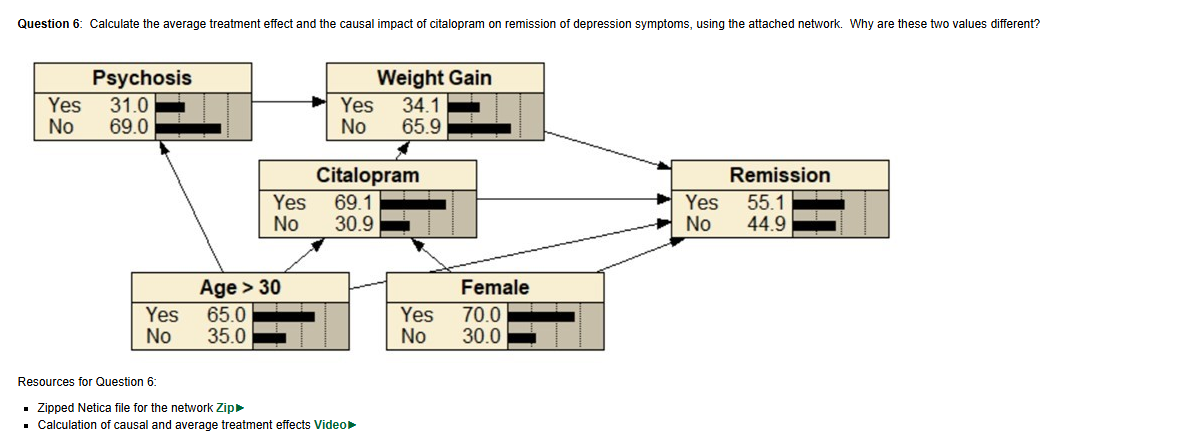 Question 6: Calculate the average treatment effect and the causal impact of citalopram on remission of depression symptoms, using the attached network. Why are these two values different?
Psychosis
Yes 31.0
No 69.0
Weight Gain
Yes 34.1
No 65.9
Citalopram
Yes 69.1
No 30.9
Remission
Yes 55.1
No 44.9
Age > 30
Yes 65.0
No 35.0
Female
Yes 70.0
No 30.0
Resources for Question 6:
▪ Zipped Netica file for the network Zip▶
▪ Calculation of causal and average treatment effects Video▶